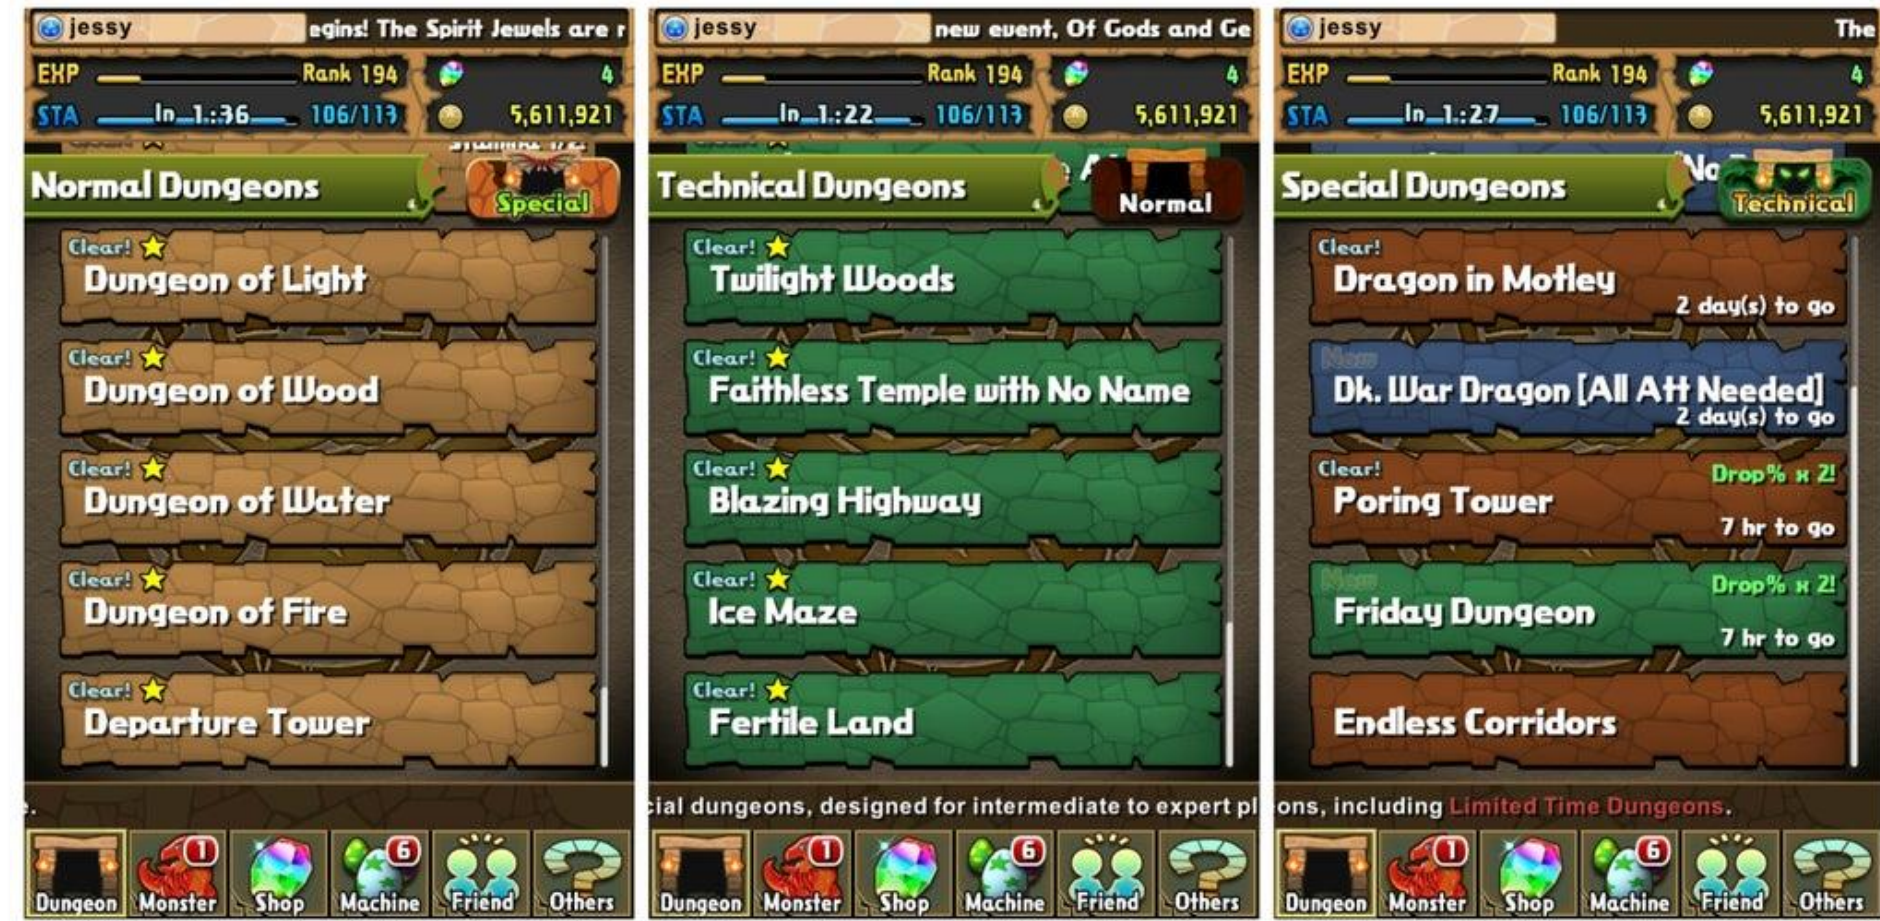 jessy
egins! The Spirit Jewels are r
EXP Rank 194 4
STA In 1:36 106/113 5,611,921
Normal Dungeons
Special
Clear!
Dungeon of Light
Clear!
Dungeon of Wood
Clear!
Dungeon of Water
Clear!
Dungeon of Fire
Clear!
Departure Tower
e.
Dungeon
1
Monster
Shop
6
Machine
Friend
Others
jessy
new event, Of Gods and Ge
EXP Rank 194 4
STA In 1:22 106/113 5,611,921
Technical Dungeons
Normal
Clear!
Twilight Woods
Clear!
Faithless Temple with No Name
Clear!
Blazing Highway
Clear!
Ice Maze
Clear!
Fertile Land
cial dungeons, designed for intermediate to expert pl
Dungeon
1
Monster
Shop
6
Machine
Friend
Others
jessy
The
EXP Rank 194 4
STA In 1:27 106/113 5,611,921
Special Dungeons
Technical
Clear!
Dragon in Motley
2 day(s) to go
New
Dk. War Dragon [All Att Needed]
2 day(s) to go
Clear!
Drop% x 2!
Poring Tower
7 hr to go
New
Drop% x 2!
Friday Dungeon
7 hr to go
Endless Corridors
ons, including Limited Time Dungeons.
Dungeon
1
Monster
Shop
6
Machine
Friend
Others